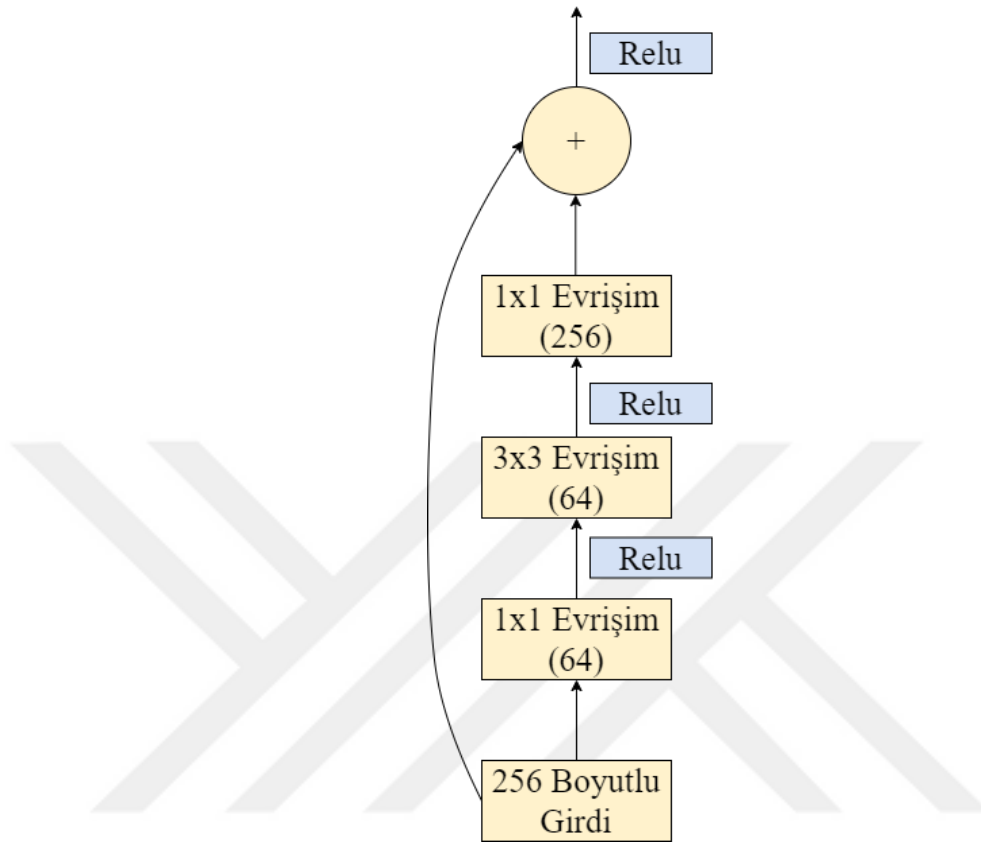 Relu
+
1x1 Evrişim
(256)
Relu
3x3 Evrişim
(64)
Relu
1x1 Evrişim
(64)
256 Boyutlu
Girdi